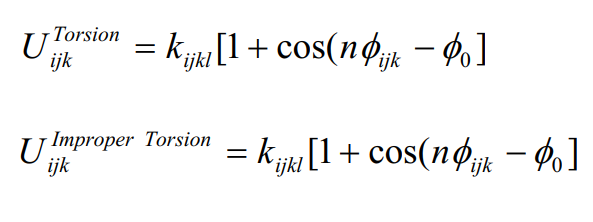 U_{ijk}^{Torsion} = k_{ijkl}[1 + cos(nϕ_{ijk} − ϕ_0]
U_{ijk}^{Improper Torsion} = k_{ijkl}[1 + cos(nϕ_{ijk} − ϕ_0]